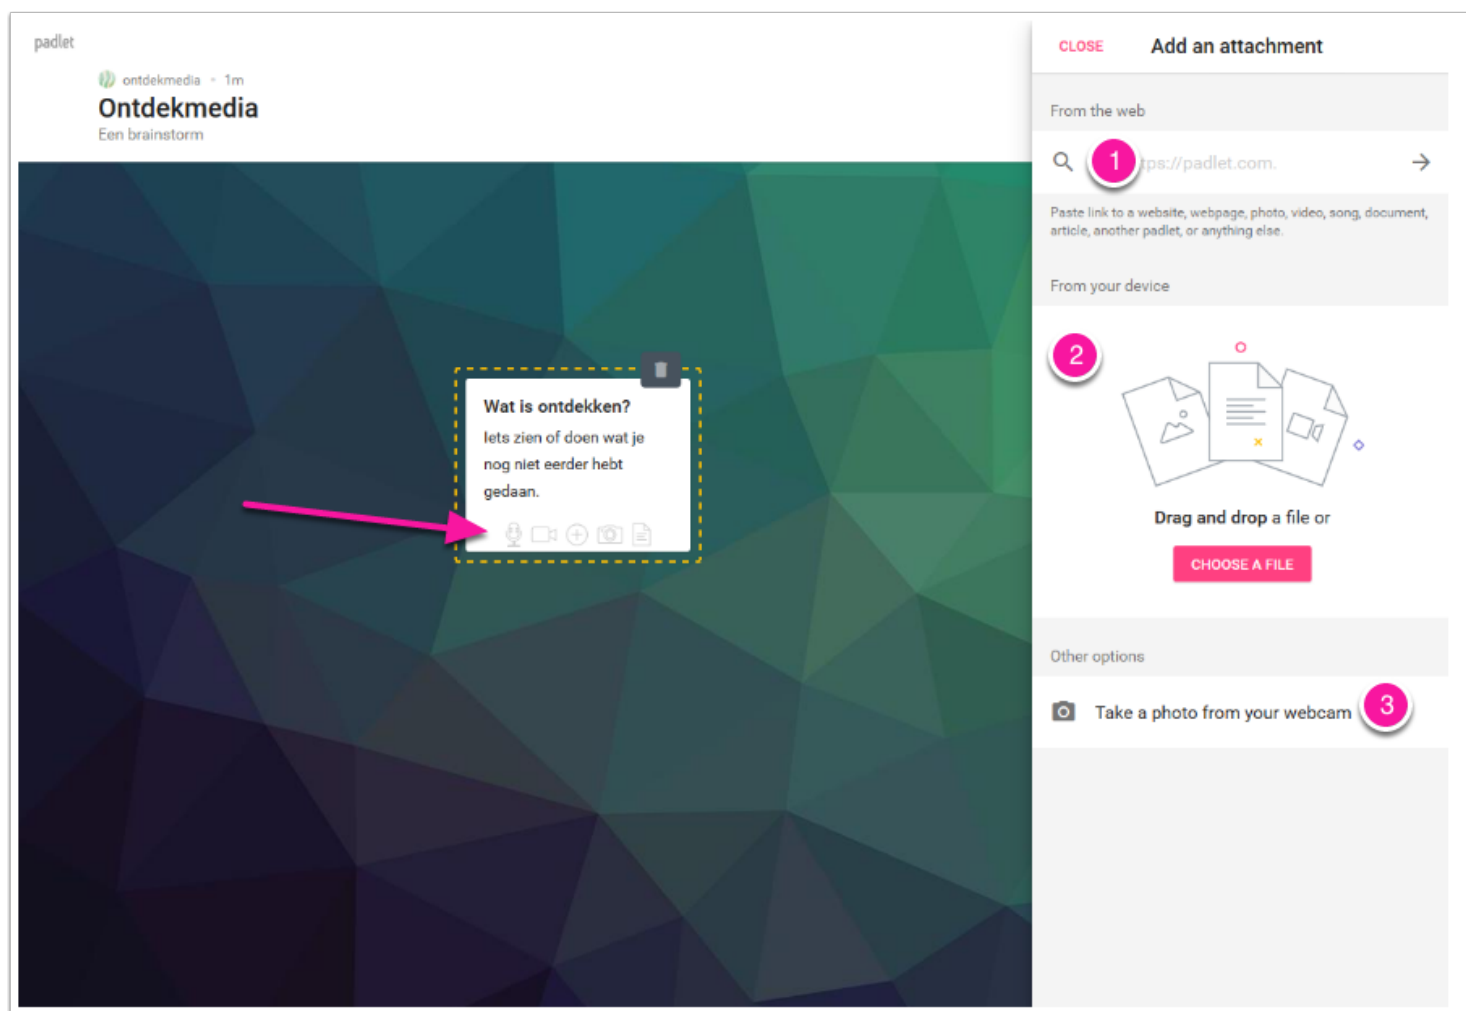 padlet
ontdekmedia • 1m
Ontdekmedia
Een brainstorm
Wat is ontdekken?
Iets zien of doen wat je
nog niet eerder hebt
gedaan.
CLOSE
Add an attachment
From the web
1
tps://padlet.com.
Paste link to a website, webpage, photo, video, song, document,
article, another padlet, or anything else.
From your device
2
Drag and drop a file or
CHOOSE A FILE
Other options
Take a photo from your webcam
3